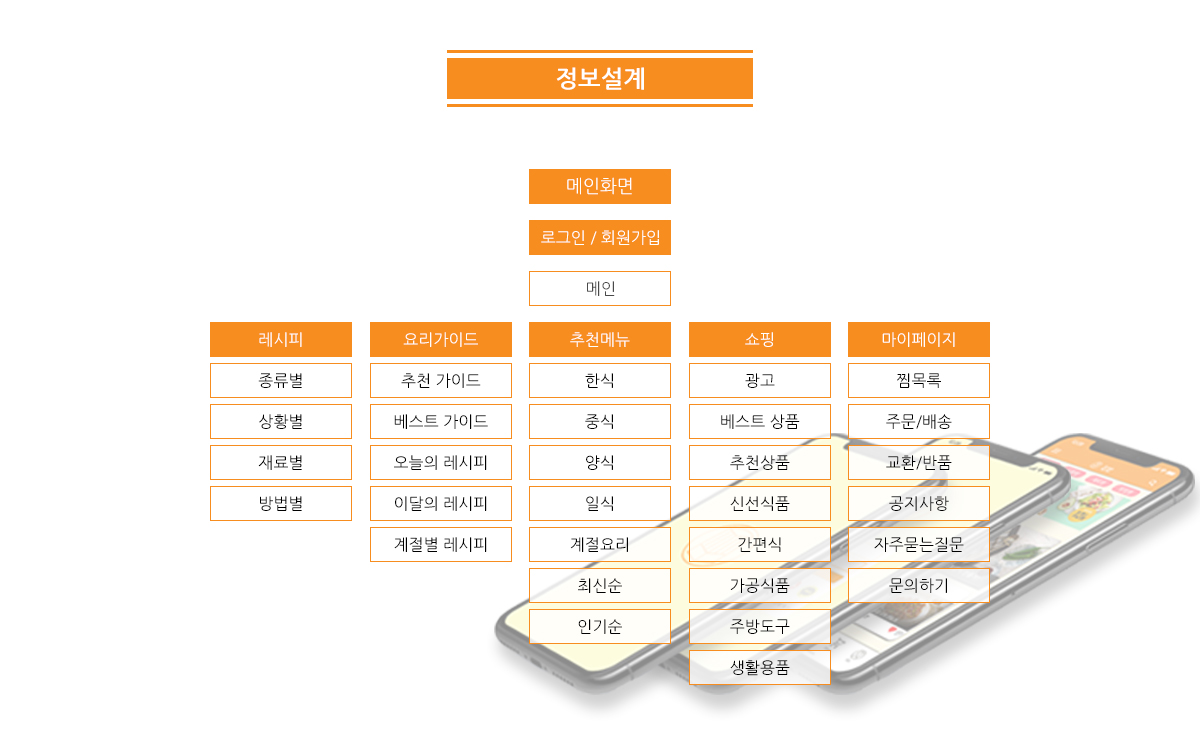 정보설계
메인화면
로그인 / 회원가입
메인
레시피
종류별
상황별
재료별
방법별
요리가이드
추천 가이드
베스트 가이드
오늘의 레시피
이달의 레시피
계절별 레시피
추천메뉴
한식
중식
양식
일식
계절요리
최신순
인기순
쇼핑
광고
베스트 상품
추천상품
신선식품
간편식
가공식품
주방도구
생활용품
마이페이지
찜목록
주문/배송
교환/반품
공지사항
자주묻는질문
문의하기